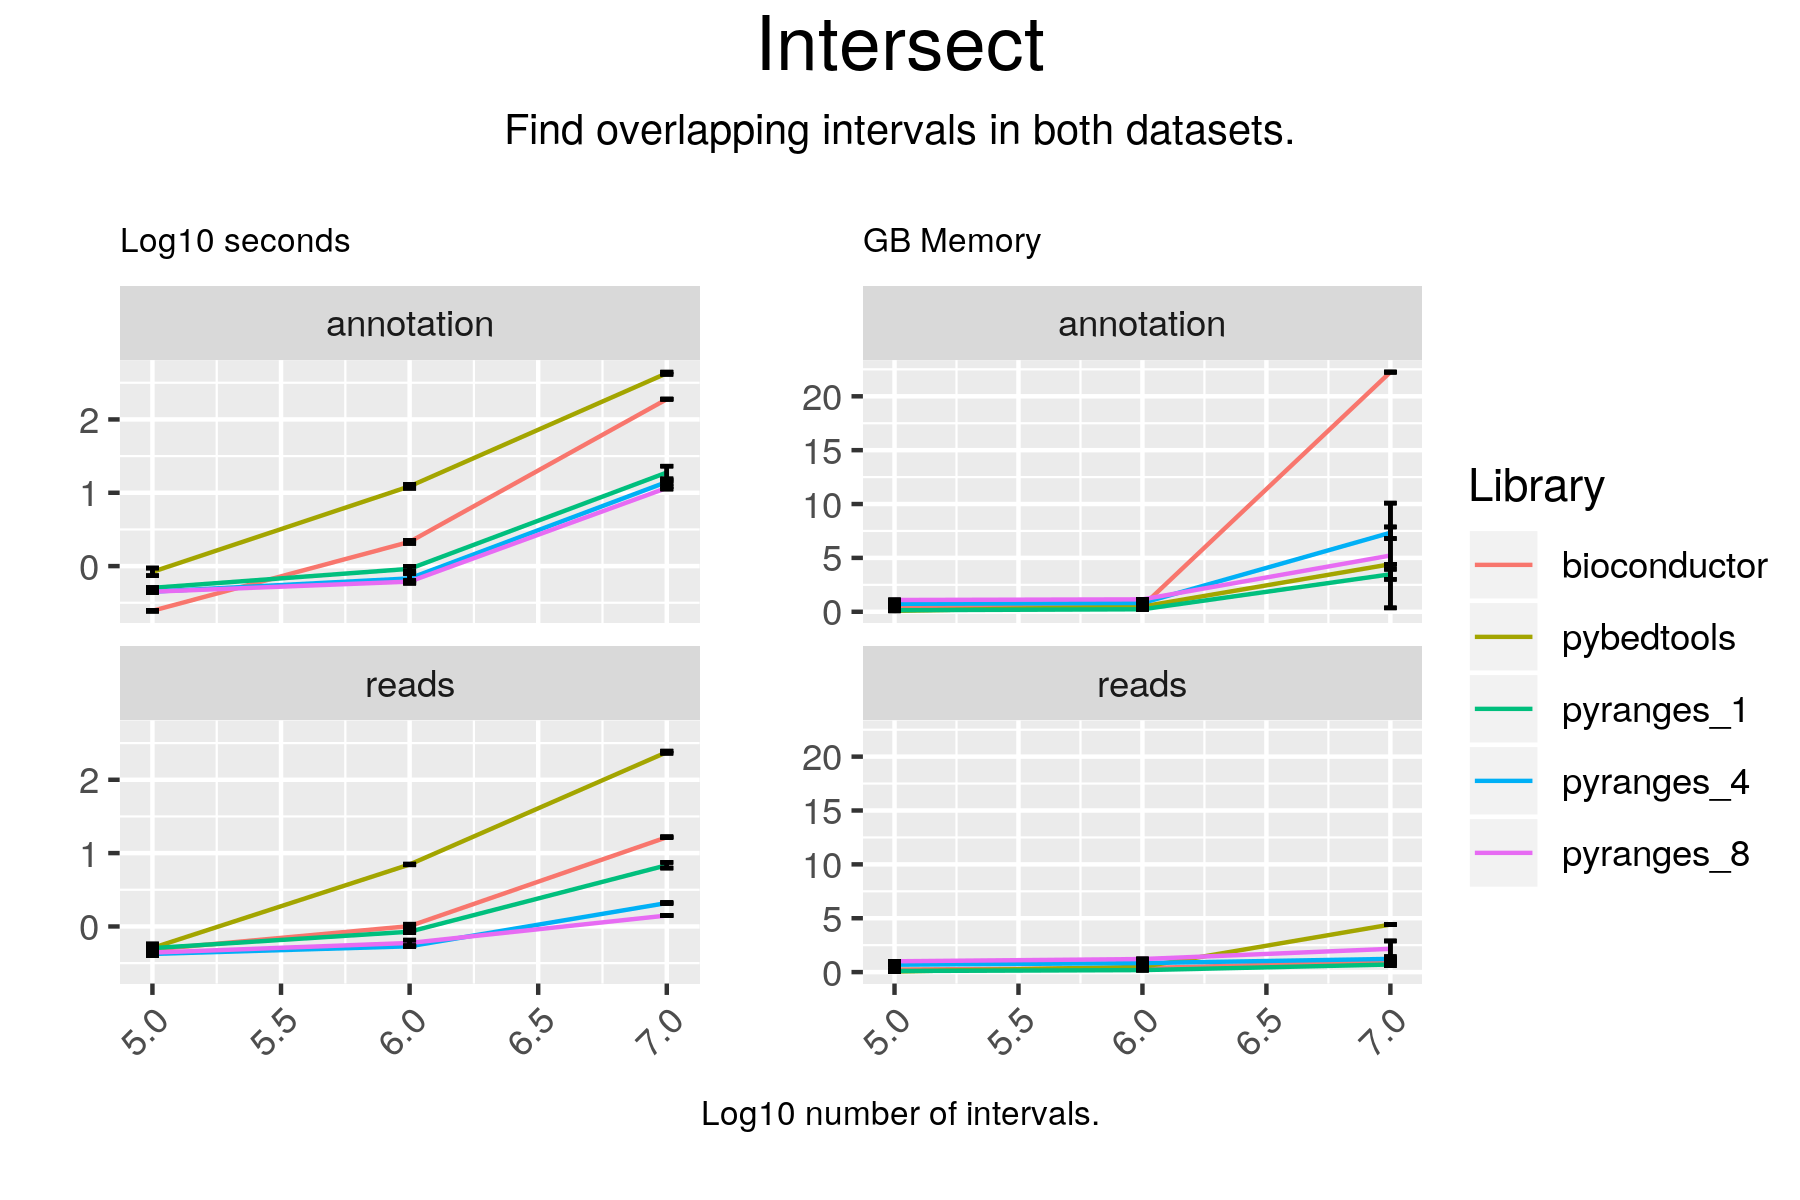 Intersect
Find overlapping intervals in both datasets.
Log10 seconds
annotation
2
1
0
reads
2
1
0
5.0 5.5 6.0 6.5 7.0
GB Memory
annotation
20
15
10
5
0
reads
20
15
10
5
0
5.0 5.5 6.0 6.5 7.0
Library
bioconductor
pybedtools
pyranges_1
pyranges_4
pyranges_8
Log10 number of intervals.